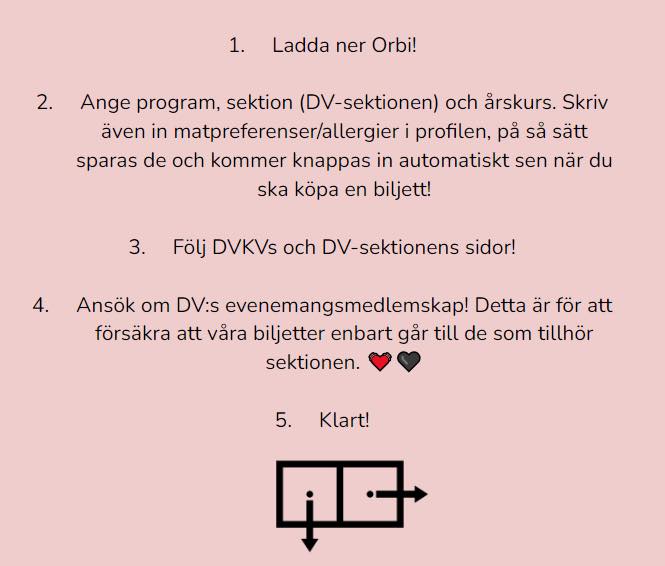 1. Ladda ner Orbi!
2. Ange program, sektion (DV-sektionen) och årskurs. Skriv
även in matpreferenser/allergier i profilen, på så sätt
sparas de och kommer knappas in automatiskt sen när du
ska köpa en biljett!
3. Följ DVKVs och DV-sektionens sidor!
4. Ansök om DV:s evenemangsmedlemskap! Detta är för att
försäkra att våra biljetter enbart går till de som tillhör
sektionen. ❤️🖤
5. Klart!